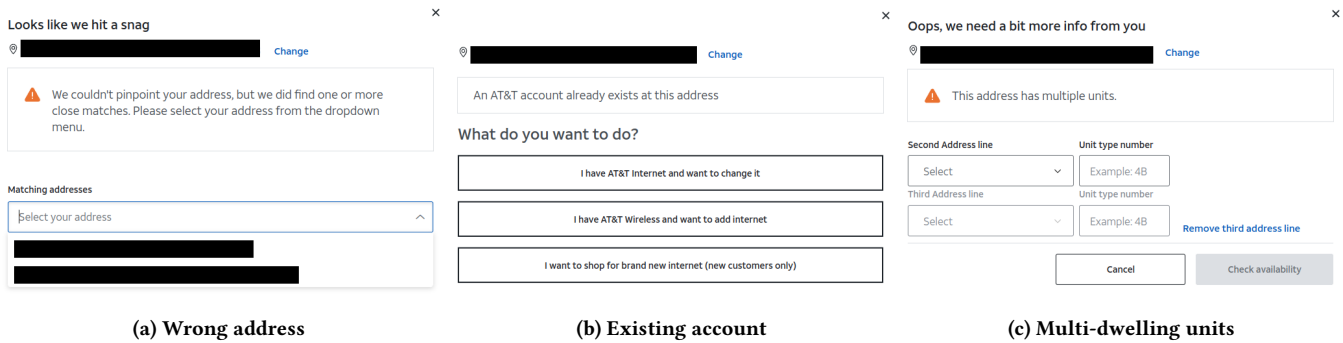 Looks like we hit a snag
Change
We couldn't pinpoint your address, but we did find one or more
close matches. Please select your address from the dropdown
menu.
Matching addresses
Select your address
(a) Wrong address
Change
An AT&T account already exists at this address
What do you want to do?
I have AT&T Internet and want to change it
I have AT&T Wireless and want to add internet
I want to shop for brand new internet (new customers only)
(b) Existing account
Oops, we need a bit more info from you
Change
This address has multiple units.
Second Address line Unit type number
Select Example: 4B
Third Address line Unit type number
Select Example: 4B Remove third address line
Cancel Check availability
(c) Multi-dwelling units